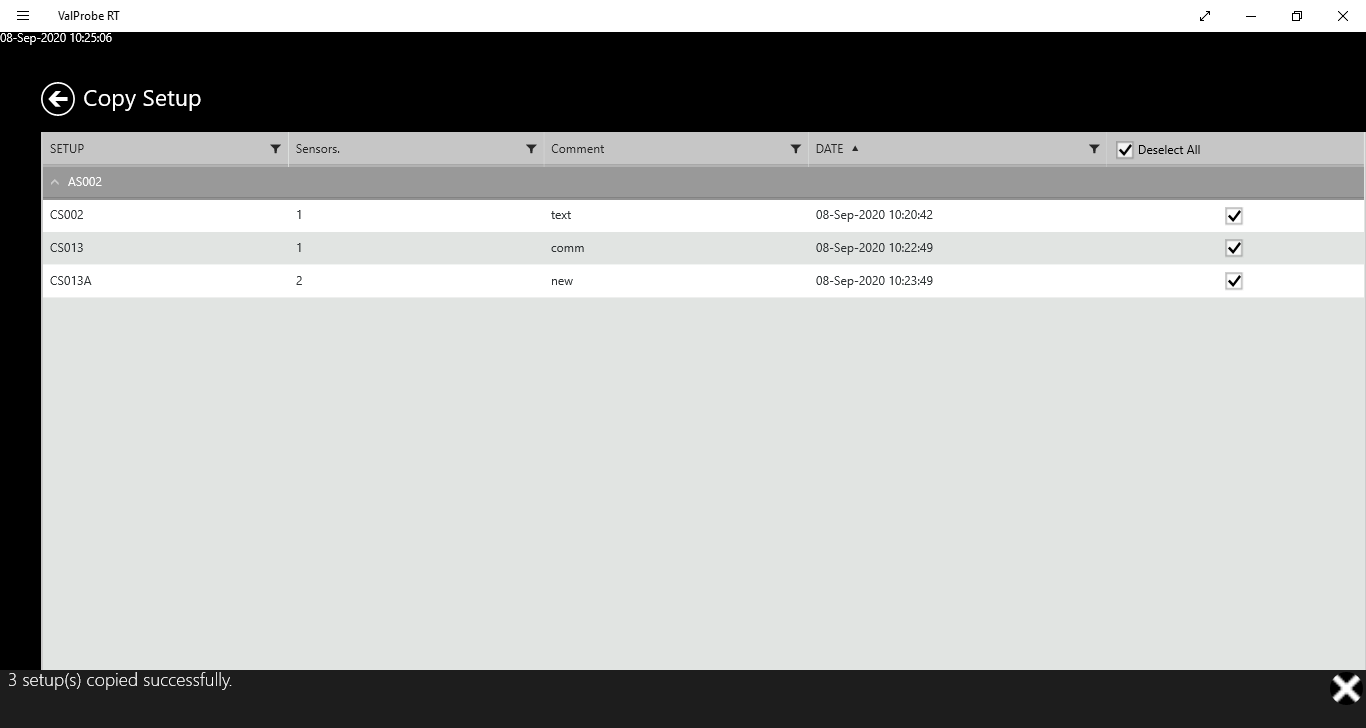 ValProbe RT
08-Sep-2020 10:25:06
Copy Setup
SETUP Sensors. Comment DATE Deselect All
AS002
CS002 1 text 08-Sep-2020 10:20:42
CS013 1 comm 08-Sep-2020 10:22:49
CS013A 2 new 08-Sep-2020 10:23:49
3 setup(s) copied successfully.